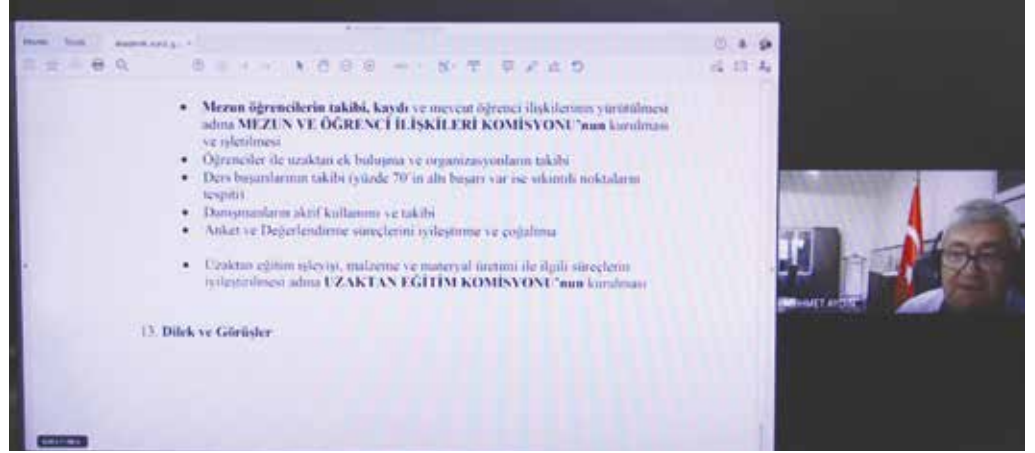 Home Tools
• Mezun öğrencilerin takibi, kaydı ve mevcut öğrenci ilişkilerinin yürütülmesi
adına MEZUN VE ÖĞRENCİ İLİŞKİLERİ KOMİSYONU'nun kurulması
ve işletilmesi
• Öğrenciler ile uzaktan ek buluşma ve organizasyonların takibi
• Ders başarılarının takibi (yüzde 70'in altı başarı var ise sıkıntılı noktaların
tespiti)
• Danışmanların aktif kullanımı ve takibi
• Anket ve Değerlendirme süreçlerini iyileştirme ve çoğaltma
• Uzaktan eğitim işleyişi, malzeme ve materyal üretimi ile ilgili süreçlerin
iyileştirilmesi adına UZAKTAN EĞİTİM KOMİSYONU'nun kurulması
13. Dilek ve Görüşler
MEHMET AYDIN